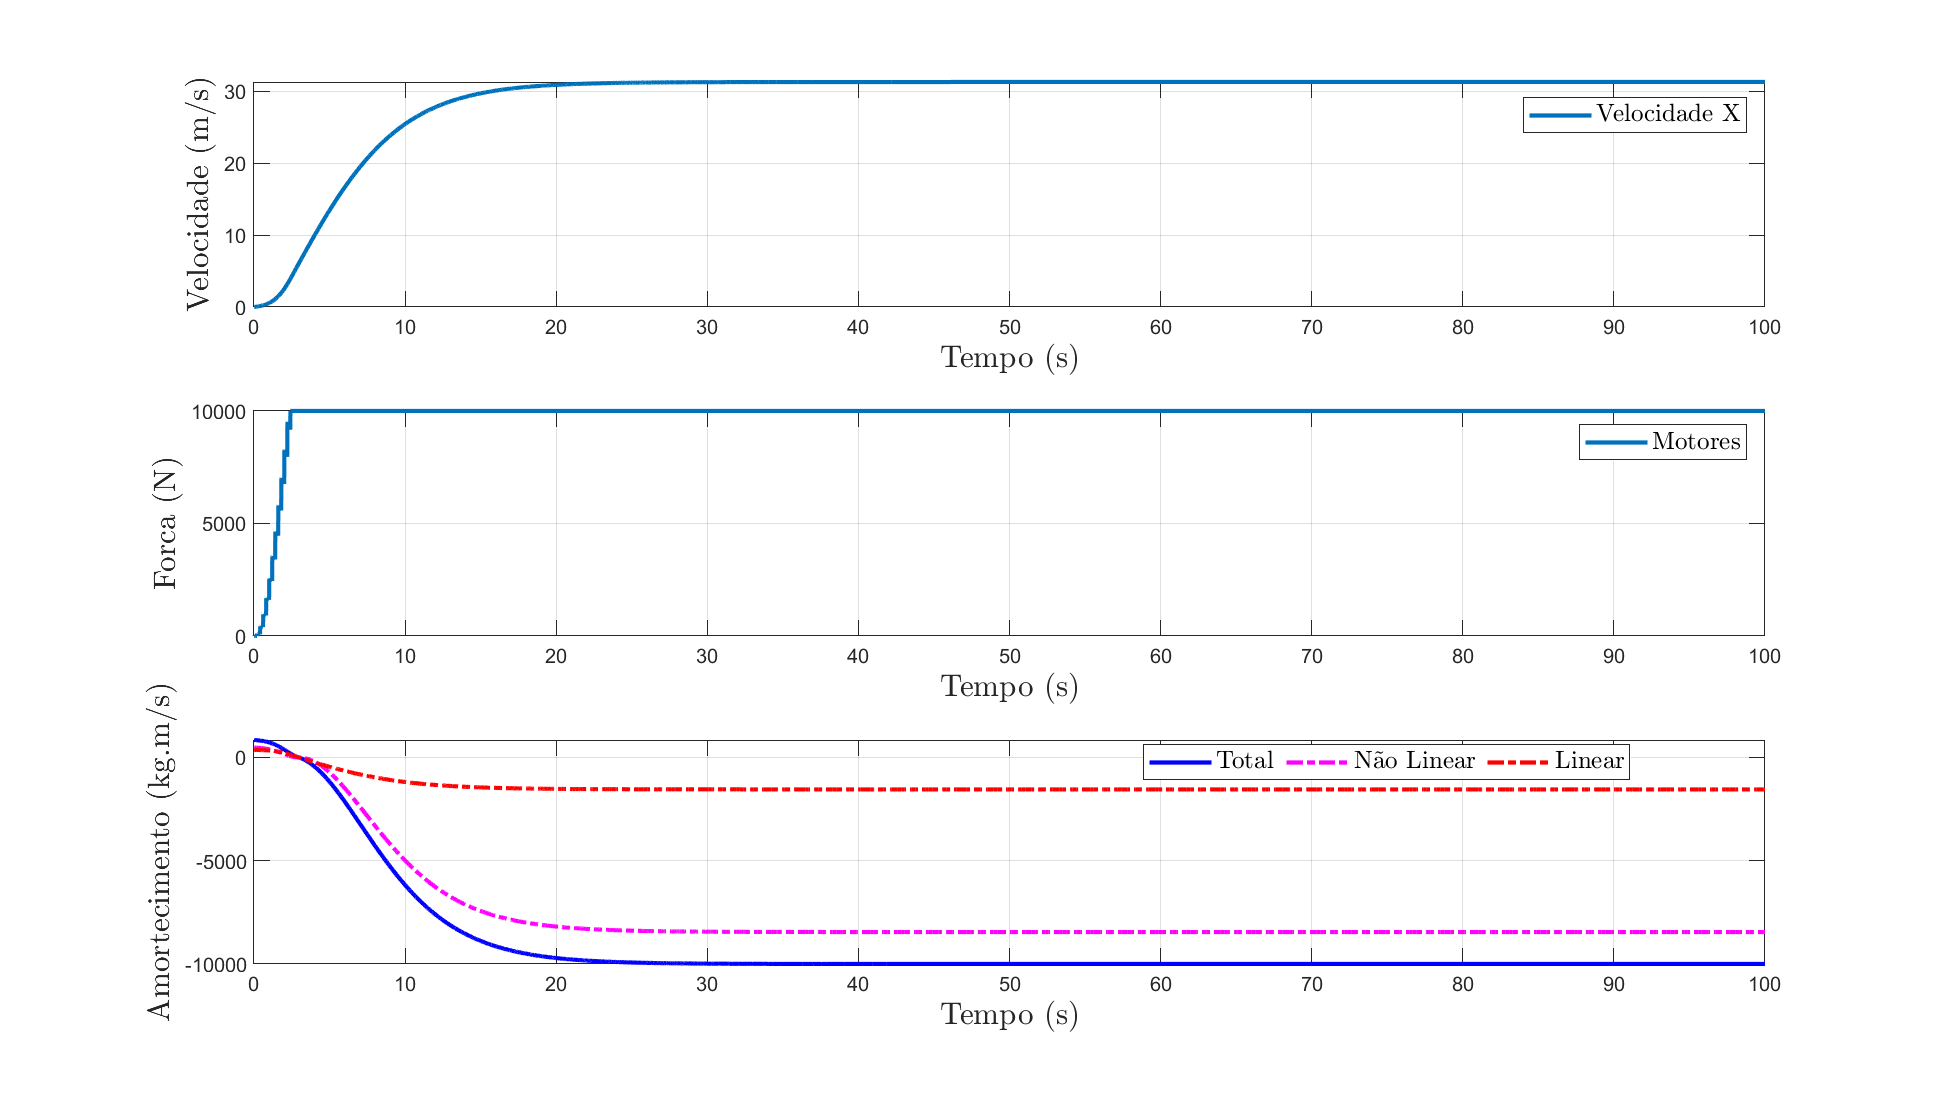 Velocidade (m/s)
30
20
10
0
Velocidade X
0 10 20 30 40 50 60 70 80 90 100
Tempo (s)
Forca (N)
10000
5000
0
Motores
0 10 20 30 40 50 60 70 80 90 100
Tempo (s)
Amortecimento (kg.m/s)
0
-5000
-10000
Total Não Linear Linear
0 10 20 30 40 50 60 70 80 90 100
Tempo (s)